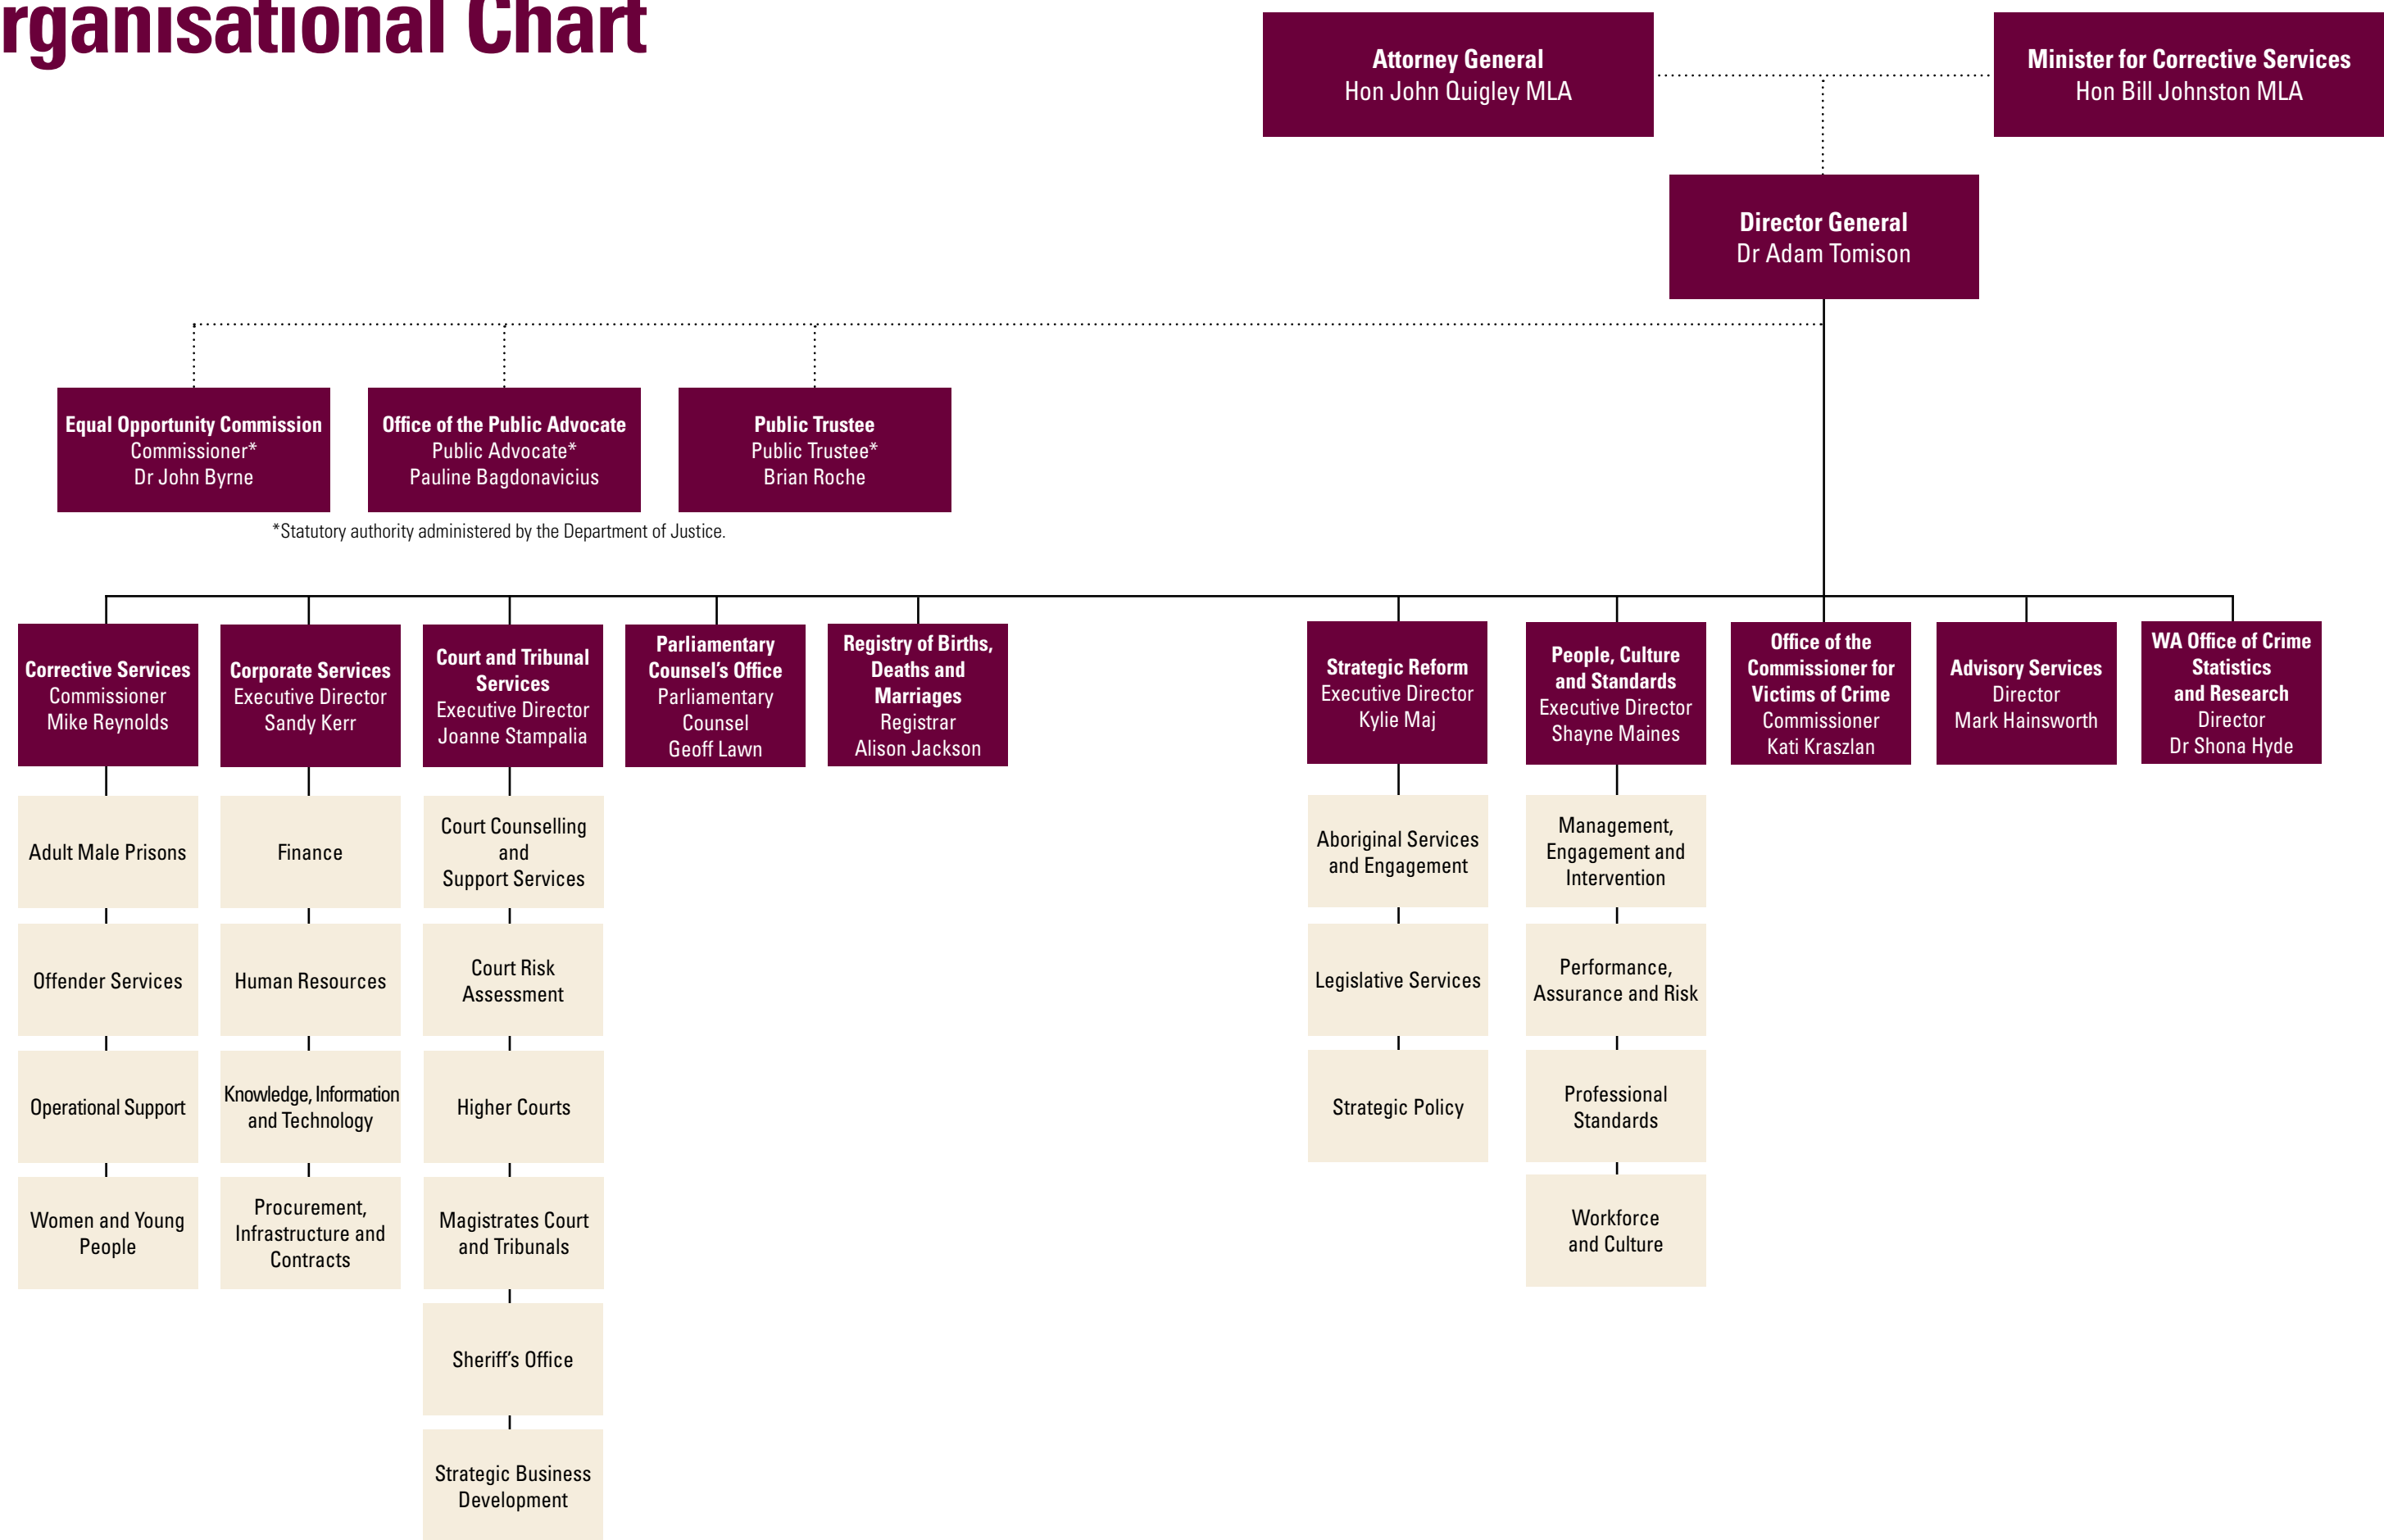 rganisational Chart
Attorney General
Hon John Quigley MLA
Minister for Corrective Services
Hon Bill Johnston MLA
Director General
Dr Adam Tomison
Equal Opportunity Commission
Commissioner*
Dr John Byrne
Office of the Public Advocate
Public Advocate*
Pauline Bagdonavicius
Public Trustee
Public Trustee*
Brian Roche
*Statutory authority administered by the Department of Justice.
Corrective Services
Commissioner
Mike Reynolds
Corporate Services
Executive Director
Sandy Kerr
Court and Tribunal
Services
Executive Director
Joanne Stampalia
Parliamentary
Counsel's Office
Parliamentary
Counsel
Geoff Lawn
Registry of Births,
Deaths and
Marriages
Registrar
Alison Jackson
Strategic Reform
Executive Director
Kylie Maj
People, Culture
and Standards
Executive Director
Shayne Maines
Office of the
Commissioner for
Victims of Crime
Commissioner
Kati Kraszlan
Advisory Services
Director
Mark Hainsworth
WA Office of Crime
Statistics
and Research
Director
Dr Shona Hyde
Adult Male Prisons
Offender Services
Operational Support
Women and Young
People
Finance
Human Resources
Knowledge, Information
and Technology
Procurement,
Infrastructure and
Contracts
Court Counselling
and
Support Services
Court Risk
Assessment
Higher Courts
Magistrates Court
and Tribunals
Sheriff's Office
Strategic Business
Development
Aboriginal Services
and Engagement
Legislative Services
Strategic Policy
Management,
Engagement and
Intervention
Performance,
Assurance and Risk
Professional
Standards
Workforce
and Culture